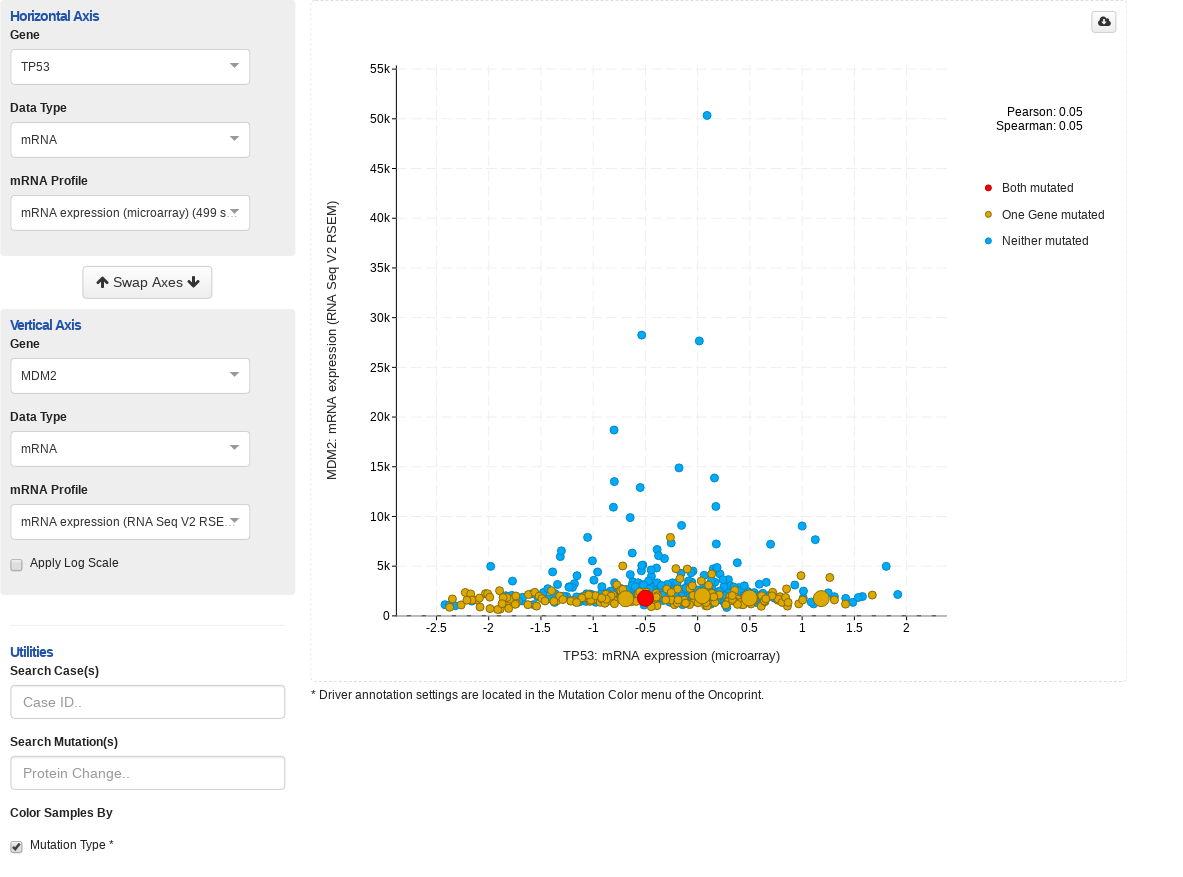 Horizontal Axis
Gene
TP53
Data Type
mRNA
mRNA Profile
mRNA expression (microarray) (499 s...
Swap Axes
Vertical Axis
Gene
MDM2
Data Type
mRNA
mRNA Profile
mRNA expression (RNA Seq V2 RSE...
Apply Log Scale
Utilities
Search Case(s)
Case ID..
Search Mutation(s)
Protein Change..
Color Samples By
Mutation Type *
55k
50k
45k
40k
35k
30k
25k
20k
15k
10k
5k
0
MDM2: mRNA expression (RNA Seq V2 RSEM)
-2.5 -2 -1.5 -1 -0.5 0 0.5 1 1.5 2
TP53: mRNA expression (microarray)
Pearson: 0.05
Spearman: 0.05
Both mutated
One Gene mutated
Neither mutated
* Driver annotation settings are located in the Mutation Color menu of the Oncoprint.